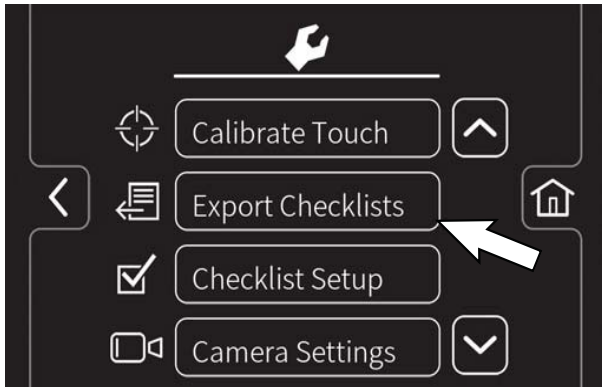 Calibrate Touch
Export Checklists
Checklist Setup
Camera Settings